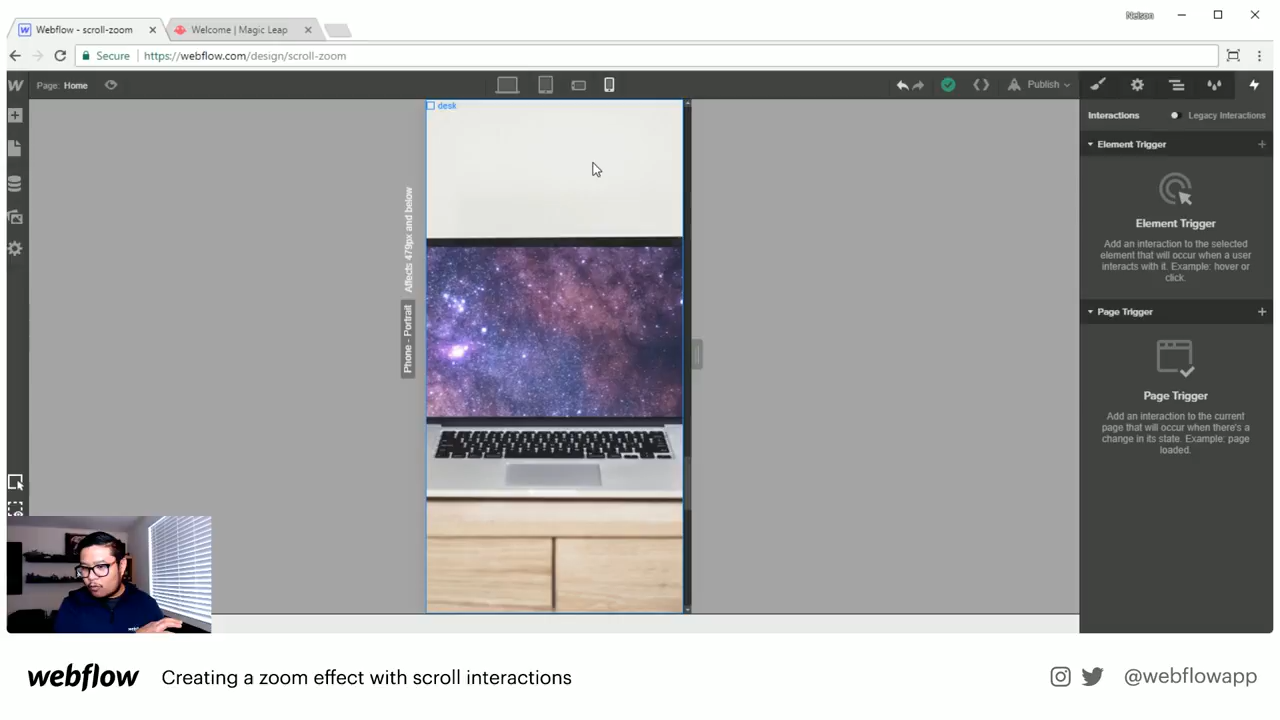 Nelson
Webflow - scroll-zoom
Welcome | Magic Leap
Secure
https://webflow.com/design/scroll-zoom
Page: Home
Publish
desk
Interactions
Legacy Interactions
Element Trigger
Element Trigger
Add an interaction to the selected
element that will occur when a user
interacts with it. Example: hover or
click.
Page Trigger
Page Trigger
Add an interaction to the current
page that will occur when there's a
change in its state. Example: page
loaded.
Affects 479px and below
Phone - Portrait
webflow
Creating a zoom effect with scroll interactions
@webflowapp